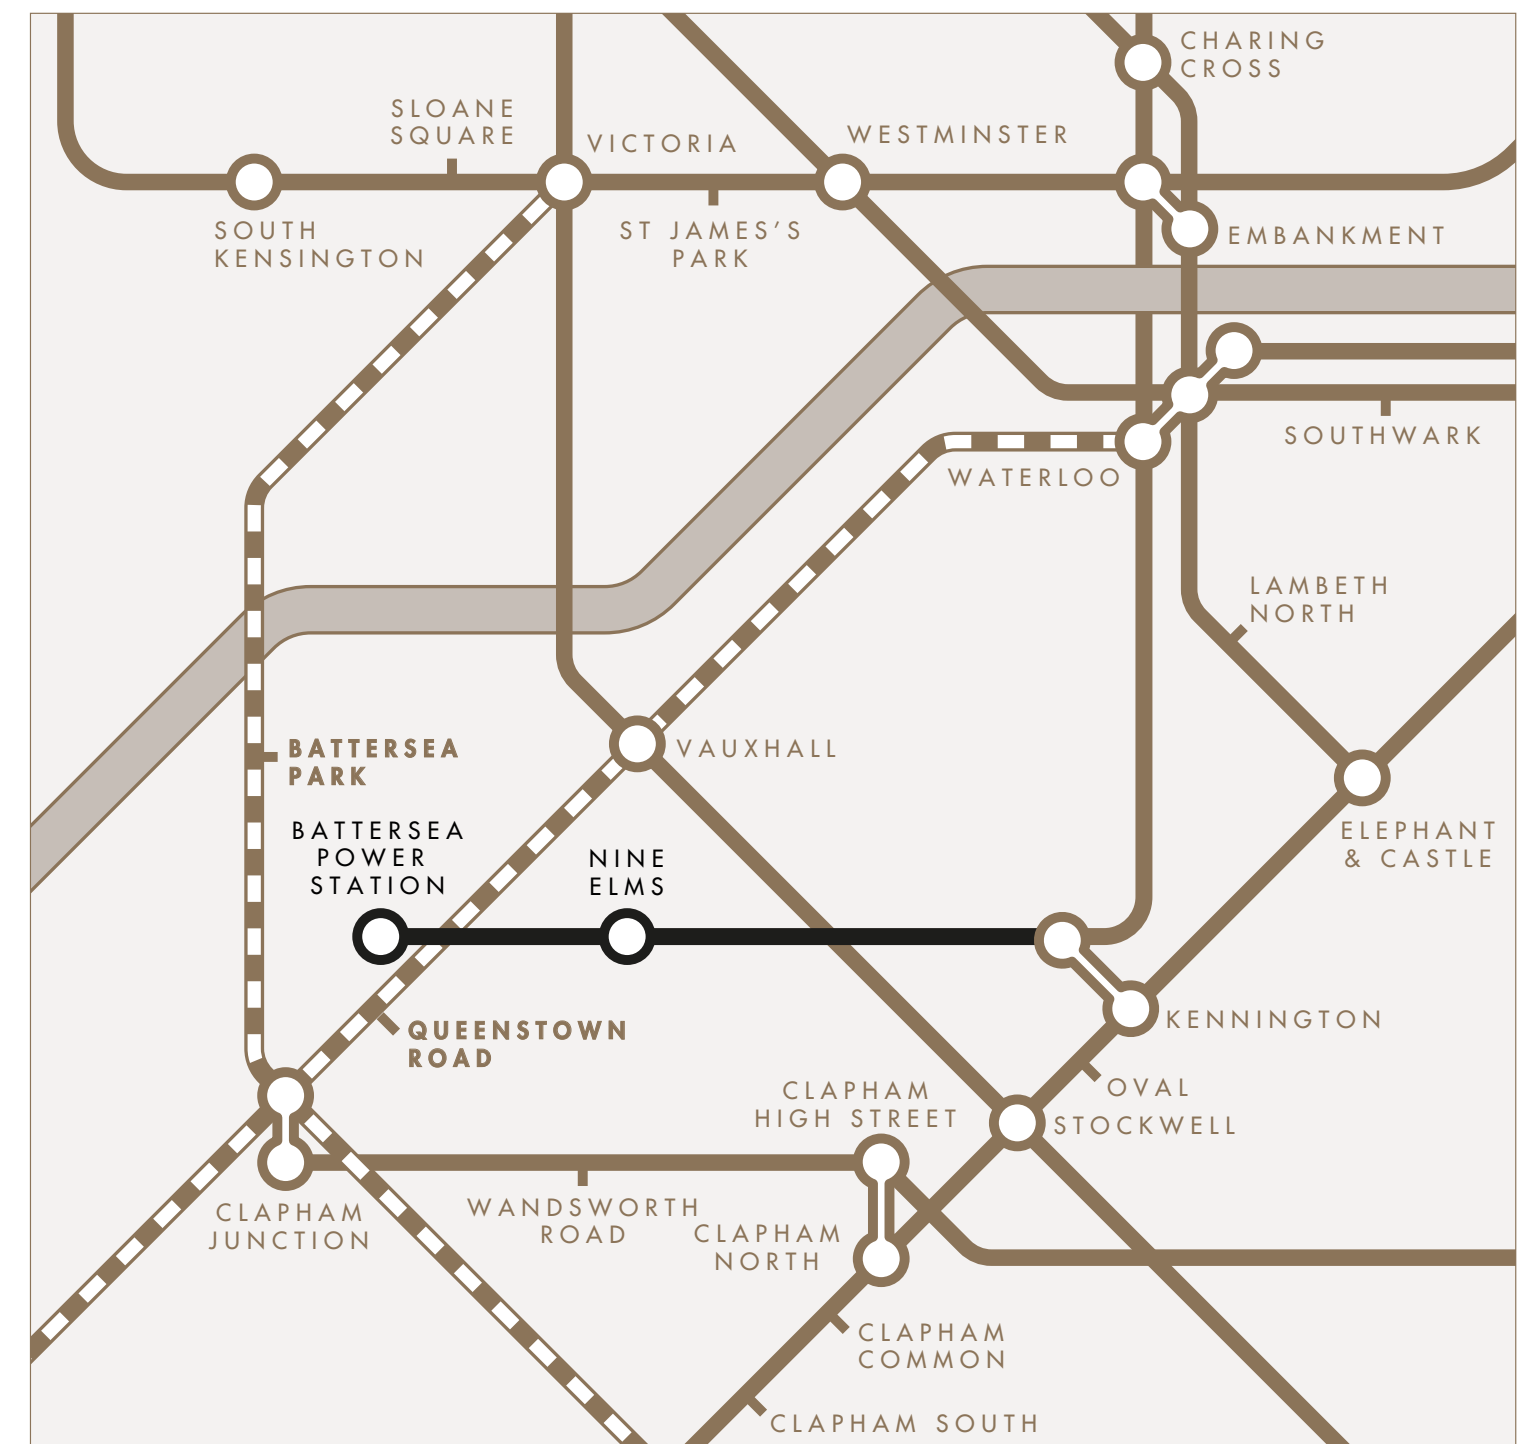 CHARING
CROSS
SLOANE
SQUARE
VICTORIA
WESTMINSTER
SOUTH
KENSINGTON
ST JAMES’S
PARK
EMBANKMENT
SOUTHWARK
WATERLOO
LAMBETH
NORTH
BATTERSEA
PARK
VAUXHALL
BATTERSEA
POWER
STATION
NINE
ELMS
ELEPHANT
& CASTLE
QUEENSTOWN
ROAD
KENNINGTON
OVAL
CLAPHAM
HIGH STREET
STOCKWELL
CLAPHAM
JUNCTION
WANDSWORTH
ROAD
CLAPHAM
NORTH
CLAPHAM
COMMON
CLAPHAM SOUTH